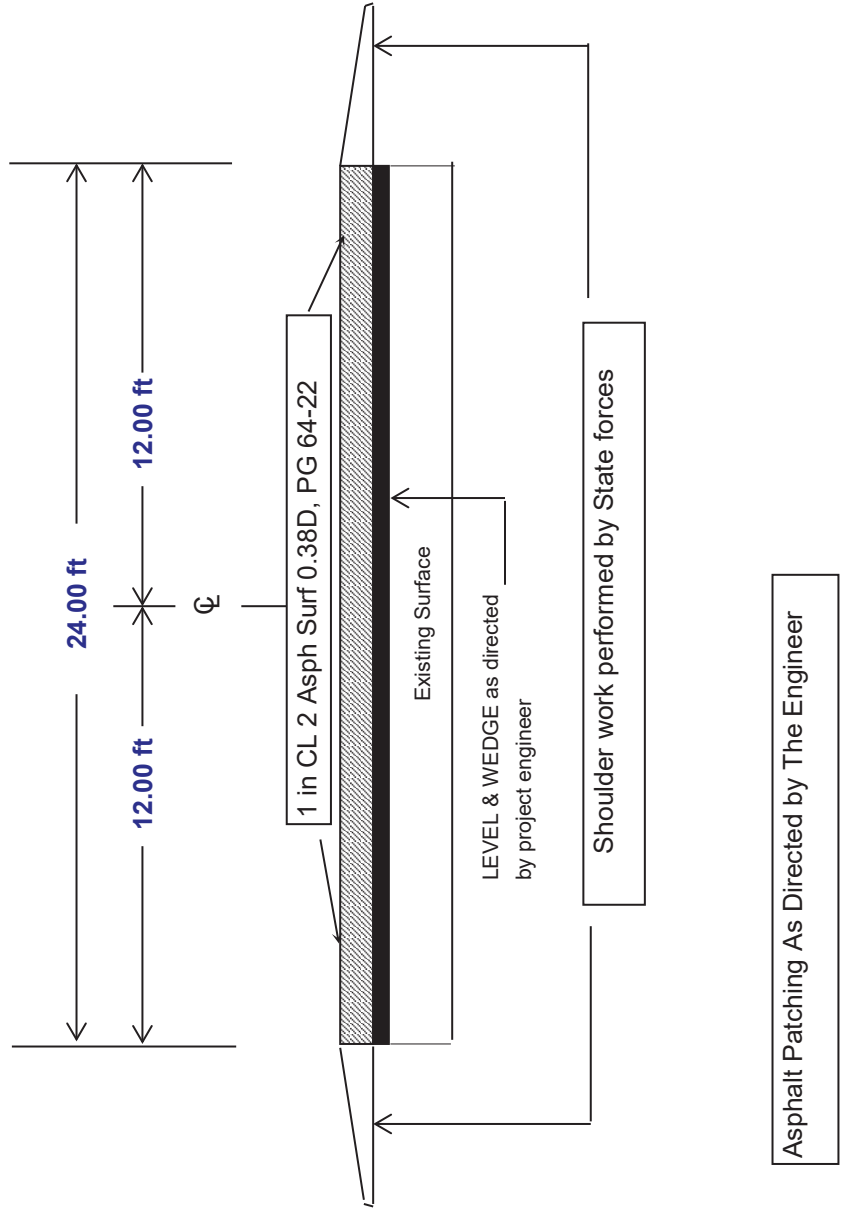 24.00 ft
12.00 ft
12.00 ft
℄
1 in CL 2 Asph Surf 0.38D, PG 64-22
Existing Surface
LEVEL & WEDGE as directed
by project engineer
Shoulder work performed by State forces
Asphalt Patching As Directed by The Engineer